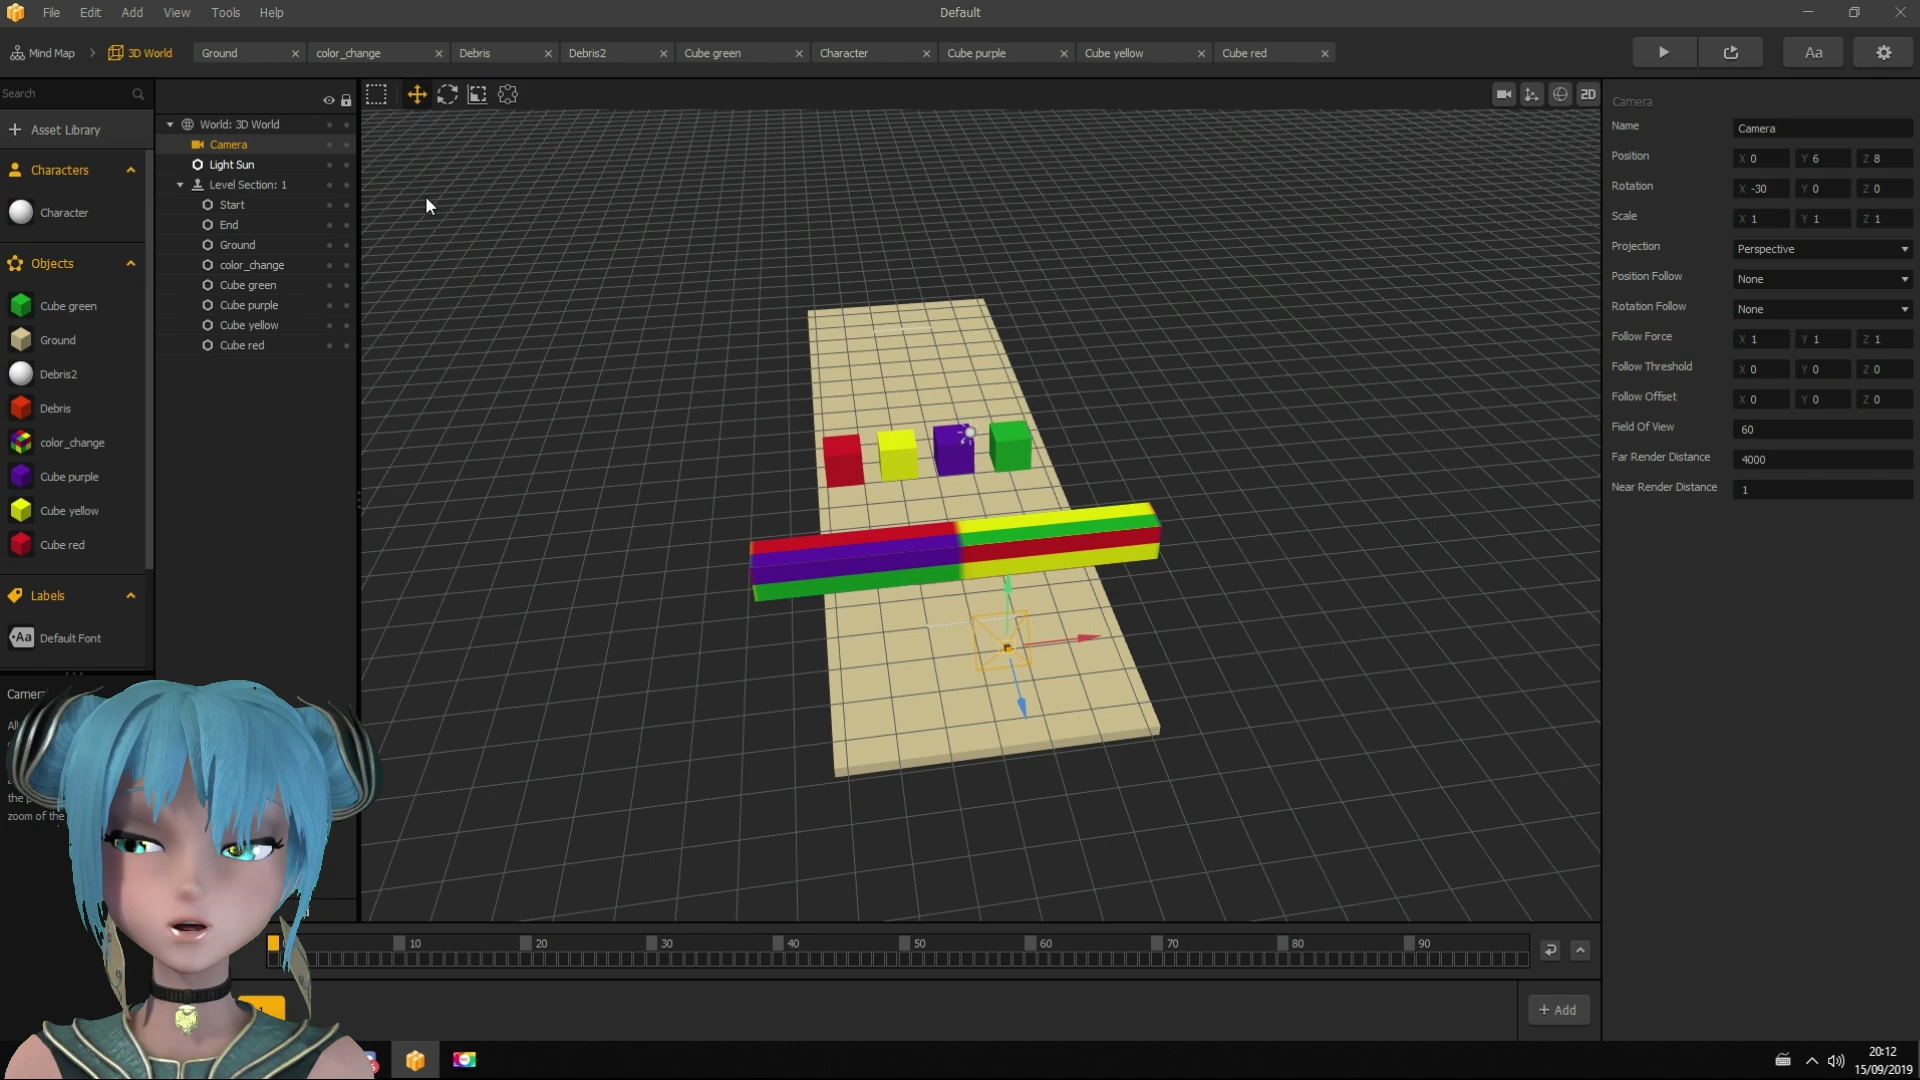 File Edit View Add Tools Help
Default
Mind Map 3D World Ground color_change Debris Debris2 Cube green Character Cube purple Cube yellow Cube red Aa
Search
2D
Asset Library
Characters
Character
Objects
Cube green
Ground
Debris2
Debris
color_change
Cube purple
Cube yellow
Cube red
Labels
Aa Default Font
World: 3D World
Camera
Light Sun
Level Section: 1
Start
End
Ground
color_change
Cube green
Cube purple
Cube yellow
Cube red
Camera
Name Camera
Position X 0 Y 6 Z 8
Rotation X -30 Y 0 Z 0
Scale X 1 Y 1 Z 1
Projection Perspective
Position Follow None
Rotation Follow None
Follow Force X 1 Y 1 Z 1
Follow Threshold X 0 Y 0 Z 0
Follow Offset X 0 Y 0 Z 0
Field Of View 60
Far Render Distance 4000
Near Render Distance 1
the
zoom of the
10 20 30 40 50 60 70 80 90
+ Add
20:12
15/09/2019